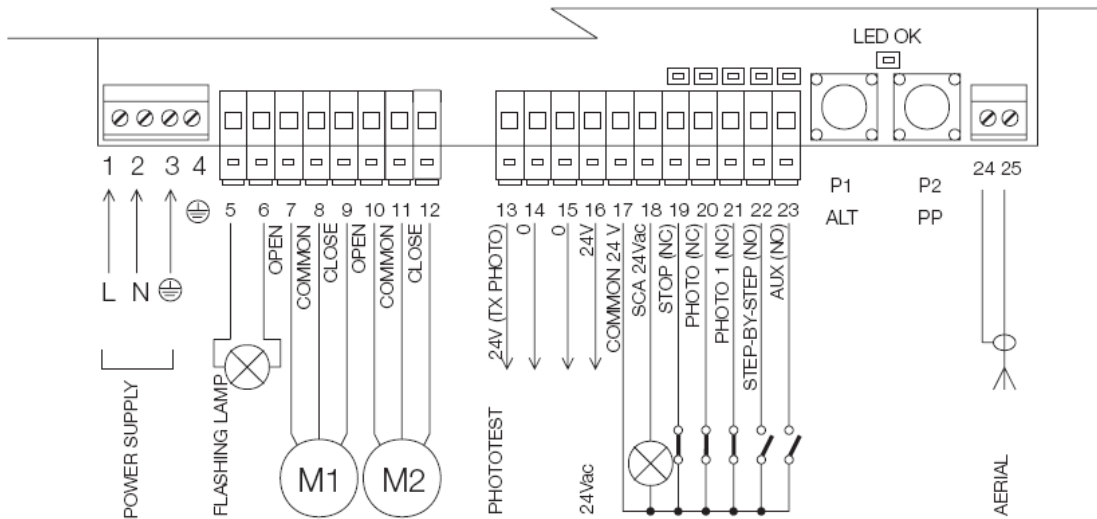 LED OK
1 2 3 4
L N
POWER SUPPLY
P1
ALT
P2
PP
24 25
AERIAL
5 6 7 8 9 10 11 12
FLASHING LAMP
OPEN
COMMON
CLOSE
OPEN
COMMON
CLOSE
M1
M2
13 14 15 16 17 18 19 20 21 22 23
24V (TX PHOTO)
0
0
24V
COMMON 24 V
SCA 24Vac
STOP (NC)
PHOTO (NC)
PHOTO 1 (NC)
STEP-BY-STEP (NO)
AUX (NO)
PHOTOTEST
24Vac